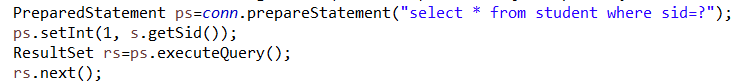 PreparedStatement ps=conn.prepareStatement("select * from student where sid=?");
ps.setInt(1, s.getSid());
ResultSet rs=ps.executeQuery();
rs.next();